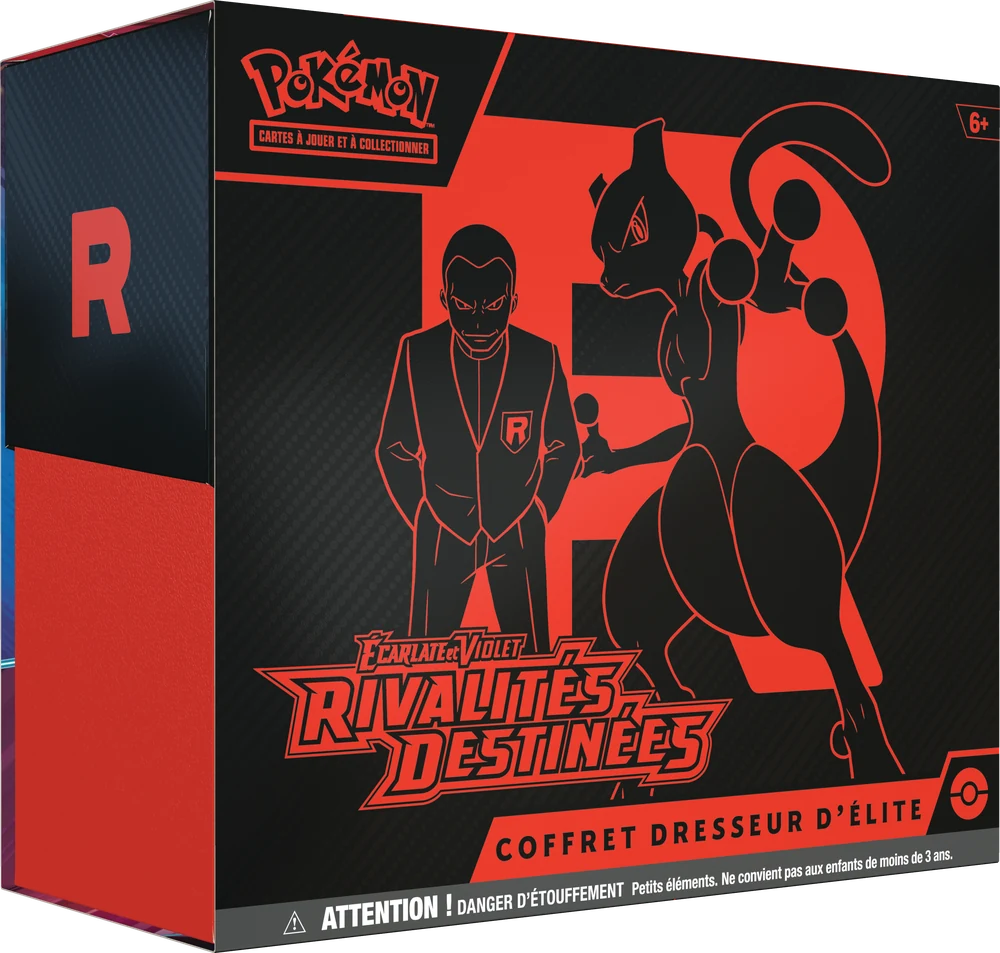 POKéMON
™
CARTES À JOUER ET À COLLECTIONNER
6+
R
R
ÉCARLATE et VIOLET
RIVALITÉS
DESTINÉES
COFFRET DRESSEUR D'ÉLITE
ATTENTION ! DANGER D'ÉTOUFFEMENT Petits éléments. Ne convient pas aux enfants de moins de 3 ans.